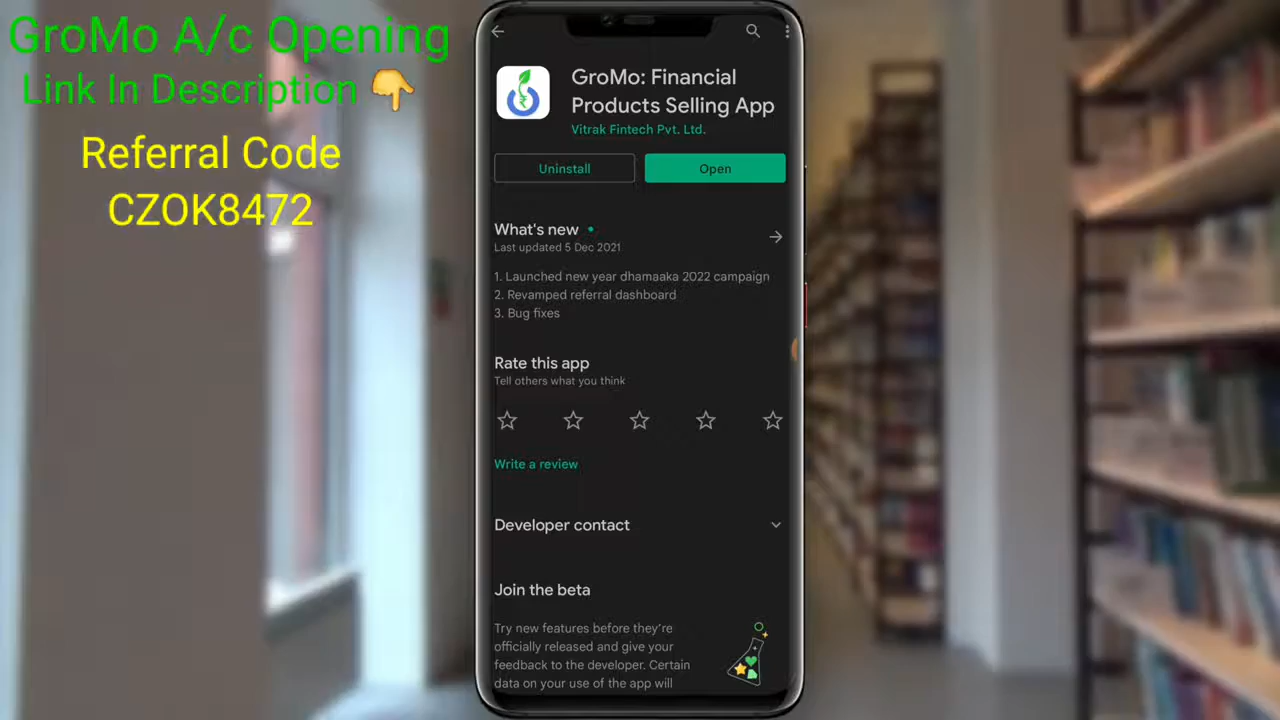 GroMo A/c Opening
Link In Description 👇
Referral Code
CZOK8472
GroMo: Financial
Products Selling App
Vitrak Fintech Pvt. Ltd.
Uninstall
Open
What's new
Last updated 5 Dec 2021
1. Launched new year dhamaaka 2022 campaign
2. Revamped referral dashboard
3. Bug fixes
Rate this app
Tell others what you think
Write a review
Developer contact
Join the beta
Try new features before they're
officially released and give your
feedback to the developer. Certain
data on your use of the app will